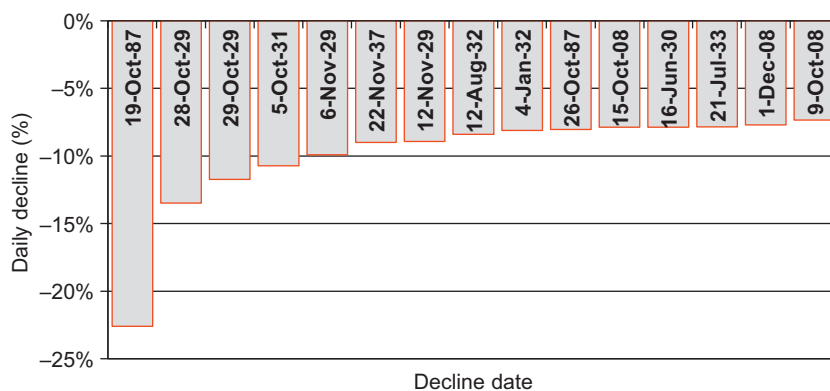 0%
–5%
–10%
–15%
–20%
–25%
Daily decline (%)
19-Oct-87
28-Oct-29
29-Oct-29
5-Oct-31
6-Nov-29
22-Nov-37
12-Nov-29
12-Aug-32
4-Jan-32
26-Oct-87
15-Oct-08
16-Jun-30
21-Jul-33
1-Dec-08
9-Oct-08
Decline date